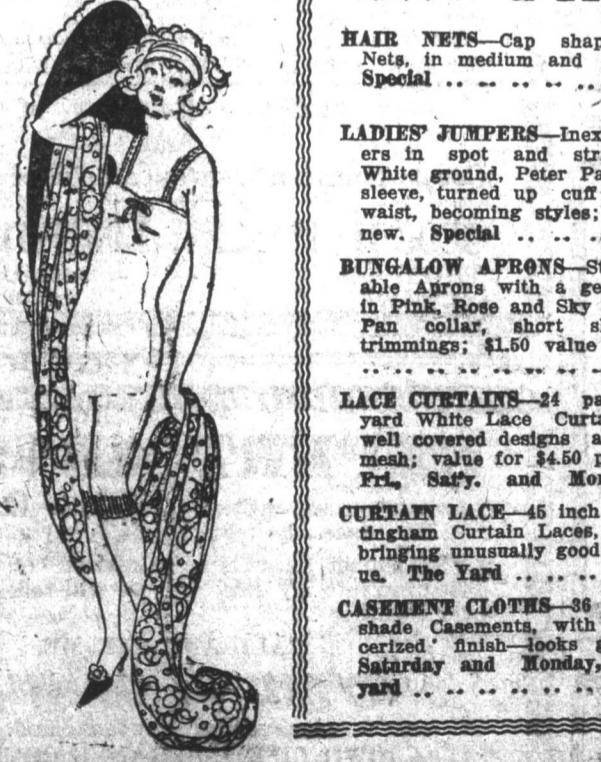 HAIR NETS—Cap shap
Nets, in medium and
Special .. .. .. .. ..
LADIES' JUMPERS—Inex
ers in spot and str
White ground, Peter Pa
sleeve, turned up cuff
waist, becoming styles;
new. Special .. .. ..
BUNGALOW APRONS—St
able Aprons with a ge
in Pink, Rose and Sky
Pan collar, short s
trimmings; $1.50 value
.. .. .. .. .. .. .. ..
LACE CURTAINS—24 pa
yard White Lace Curta
well covered designs a
mesh; value for $4.50 p
Fri., Sat'y. and Mon
CURTAIN LACE—45 inch
tingham Curtain Laces,
bringing unusually good
ue. The Yard .. .. ..
CASEMENT CLOTHS—36
shade Casements, with
cerized finish—looks g
Saturday and Monday,
yard .. .. .. .. .. ..